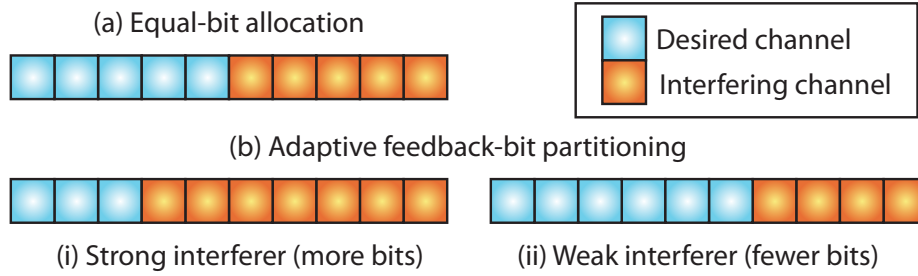 (a) Equal-bit allocation
Desired channel
Interfering channel
(b) Adaptive feedback-bit partitioning
(i) Strong interferer (more bits)
(ii) Weak interferer (fewer bits)